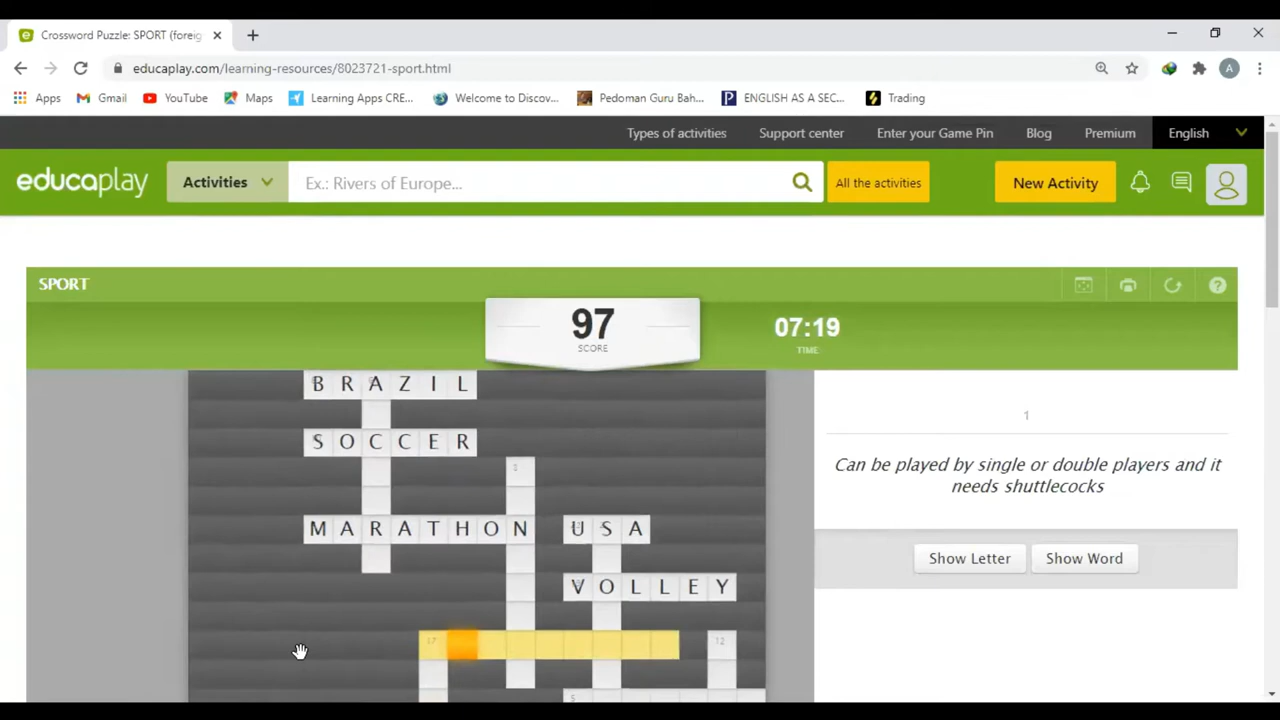 Crossword Puzzle: SPORT (foreig
educaplay.com/learning-resources/8023721-sport.html
A
Apps Gmail YouTube Maps Learning Apps CRE... Welcome to Discov... Pedoman Guru Bah... ENGLISH AS A SEC... Trading
Types of activities Support center Enter your Game Pin Blog Premium English
educaplay Activities Ex.: Rivers of Europe... All the activities New Activity
SPORT
97
SCORE
07:19
TIME
BRAZIL
SOCCER
1
MARATHON USA
VOLLEY
17 12
5
1
Can be played by single or double players and it
needs shuttlecocks
Show Letter Show Word